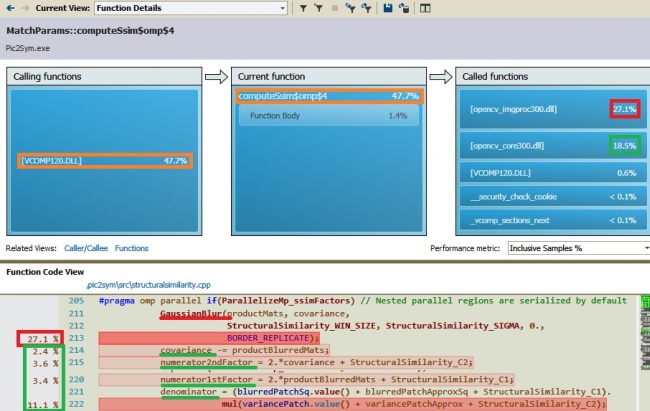 Current View: Function Details
MatchParams::computeSsim$omp$4
Pic2Sym.exe
Calling functions
Current function
Called functions
[VCOMP120.DLL] 47.7%
computeSsim$omp$4 47.7%
Function Body 1.4%
[opencv_imgproc300.dll] 27.1%
[opencv_core300.dll] 18.5%
[VCOMP120.DLL] 0.6%
__security_check_cookie < 0.1%
_vcomp_sections_next < 0.1%
Related Views: Caller/Callee Functions
Performance metric: Inclusive Samples %
Function Code View
.pic2sym\src\structuralsimilarity.cpp
205 #pragma omp parallel if(ParallelizeMp_ssimFactors) // Nested parallel regions are serialized by default
211 GaussianBlur(productMats, covariance,
212 StructuralSimilarity_WIN_SIZE, StructuralSimilarity_SIGMA, 0.,
27.1 % 213 BORDER_REPLICATE);
2.4 % 214 covariance -= productBlurredMats;
3.6 % 215 numerator2ndFactor = 2.*covariance + StructuralSimilarity_C2;
3.4 % 220 numerator1stFactor = 2.*productBlurredMats + StructuralSimilarity_C1;
221 denominator = (blurredPatchSq.value() + blurredPatchApproxSq + StructuralSimilarity_C1).
11.1 % 222 mul(variancePatch.value() + variancePatchApprox + StructuralSimilarity_C2);